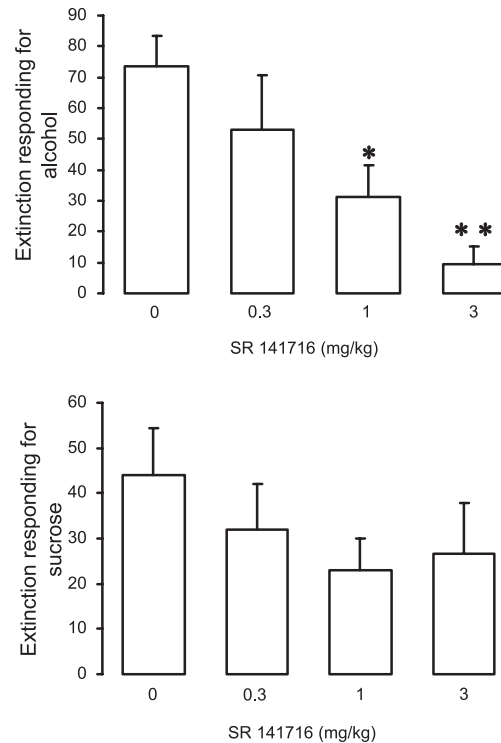 Extinction responding for
alcohol
90
80
70
60
50
40
30
20
10
0
*
* *
0 0.3 1 3
SR 141716 (mg/kg)
Extinction responding for
sucrose
60
50
40
30
20
10
0
0 0.3 1 3
SR 141716 (mg/kg)